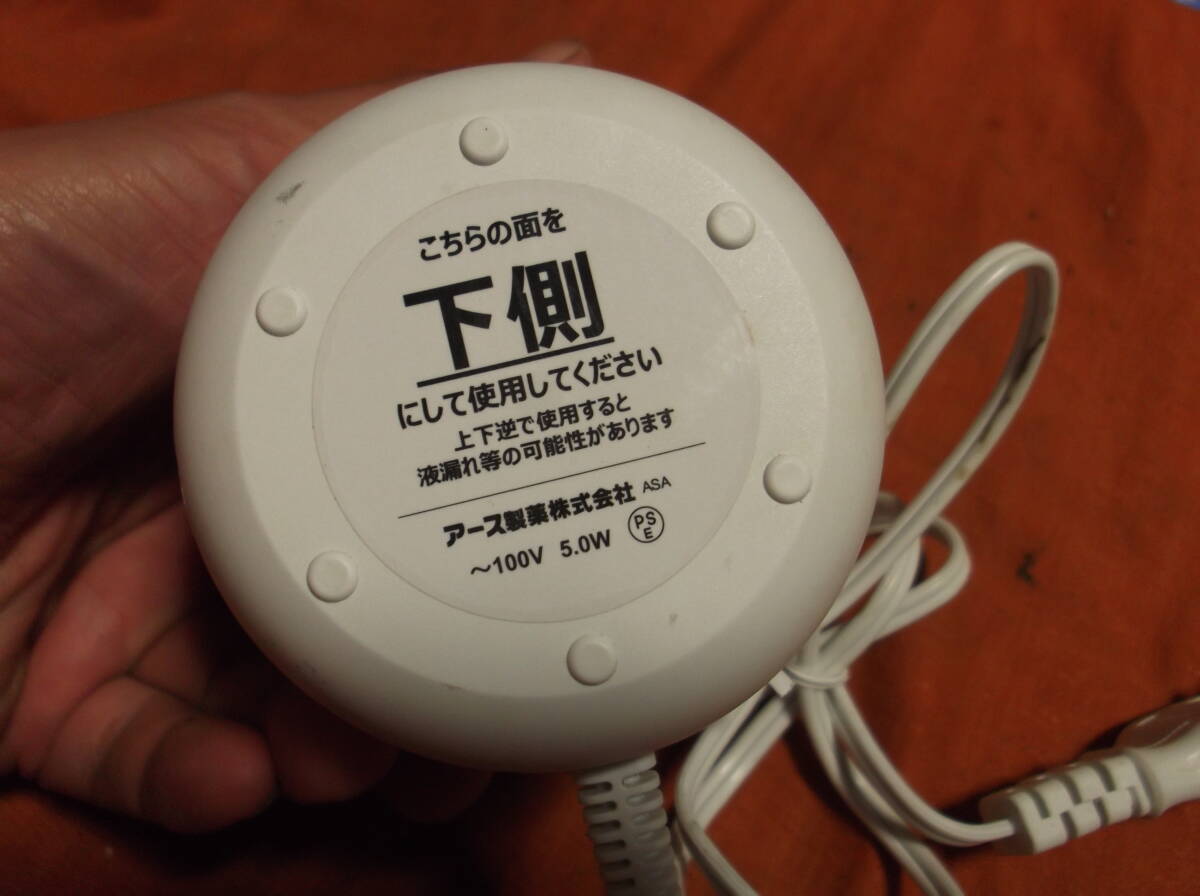 こちらの面を
下側
にして使用してください
上下逆で使用すると
液漏れ等の可能性があります
アース製薬株式会社 ASA
～100V 5.0W PSE